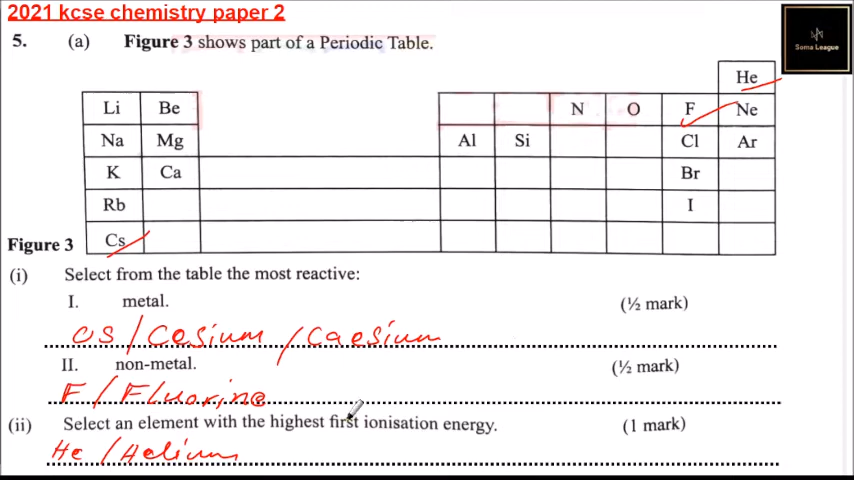 2021 kcse chemistry paper 2
5. (a) Figure 3 shows part of a Periodic Table.
Soma League
He
Li Be N O F Ne
Na Mg Al Si Cl Ar
K Ca Br
Rb I
Figure 3 Cs
(i) Select from the table the most reactive:
I. metal. (½ mark)
CS / Cesium / Caesium
II. non-metal. (½ mark)
F / Fluorine
(ii) Select an element with the highest first ionisation energy. (1 mark)
He / Helium